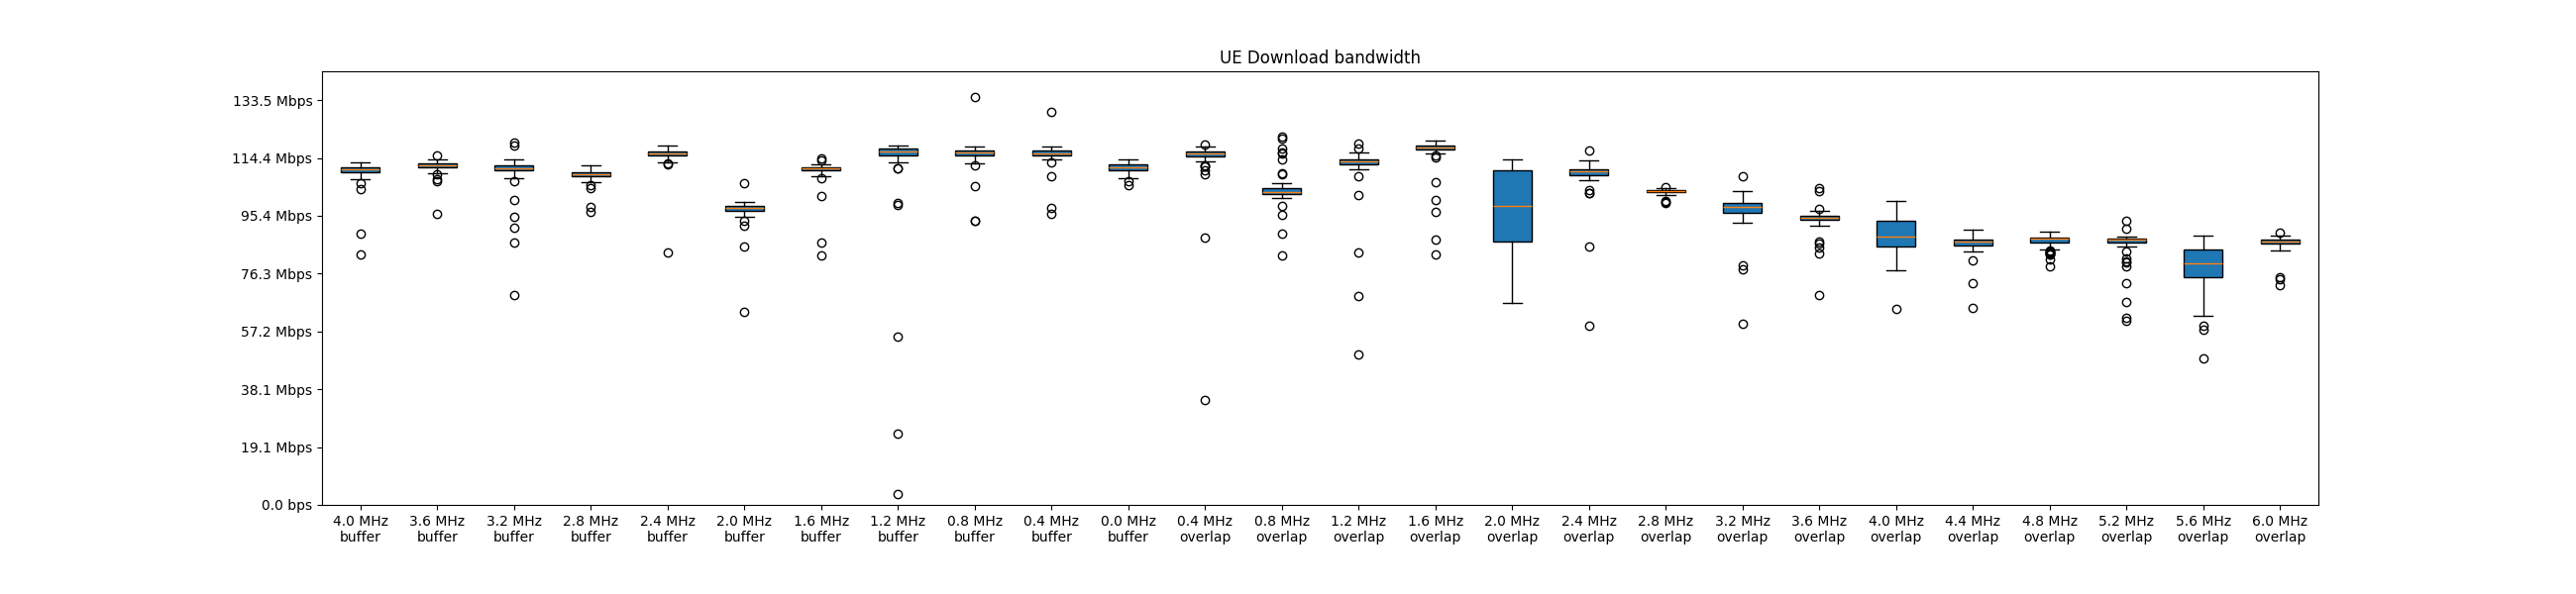 UE Download bandwidth
133.5 Mbps
114.4 Mbps
95.4 Mbps
76.3 Mbps
57.2 Mbps
38.1 Mbps
19.1 Mbps
0.0 bps
4.0 MHz 3.6 MHz 3.2 MHz 2.8 MHz 2.4 MHz 2.0 MHz 1.6 MHz 1.2 MHz 0.8 MHz 0.4 MHz 0.0 MHz 0.4 MHz 0.8 MHz 1.2 MHz 1.6 MHz 2.0 MHz 2.4 MHz 2.8 MHz 3.2 MHz 3.6 MHz 4.0 MHz 4.4 MHz 4.8 MHz 5.2 MHz 5.6 MHz 6.0 MHz
buffer buffer buffer buffer buffer buffer buffer buffer buffer buffer buffer overlap overlap overlap overlap overlap overlap overlap overlap overlap overlap overlap overlap overlap overlap overlap